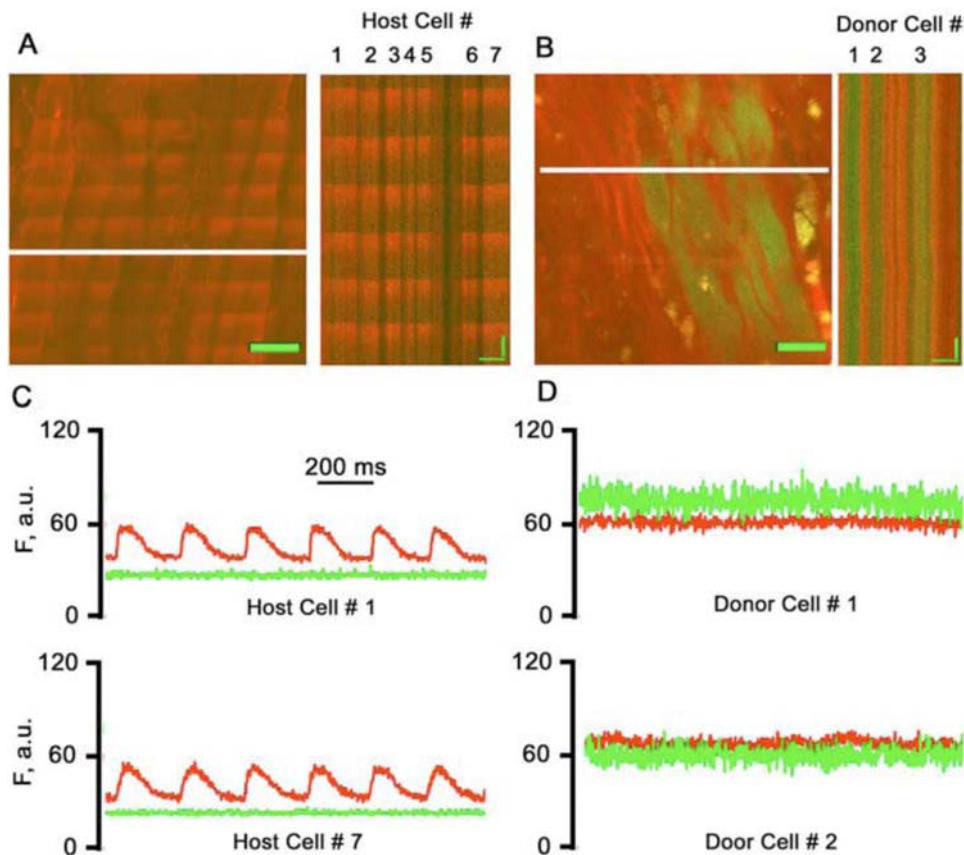 A
Host Cell #
1 2 3 4 5 6 7
B
Donor Cell #
1 2 3
C
120
60
0
F, a.u.
200 ms
Host Cell # 1
120
60
0
F, a.u.
Host Cell # 7
D
120
60
0
Donor Cell # 1
120
60
0
Door Cell # 2